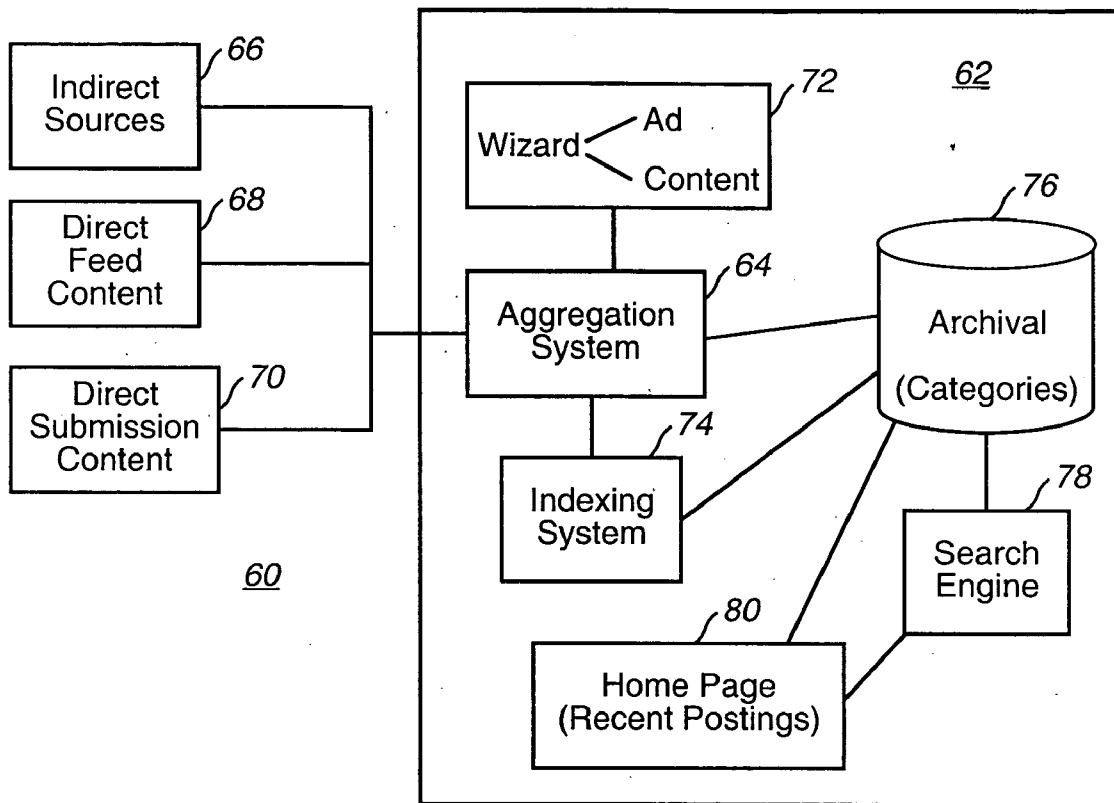 66
Indirect
Sources
68
Direct
Feed
Content
70
Direct
Submission
Content
60
62
72
Wizard
Ad
Content
64
Aggregation
System
74
Indexing
System
76
Archival
(Categories)
78
Search
Engine
80
Home Page
(Recent Postings)